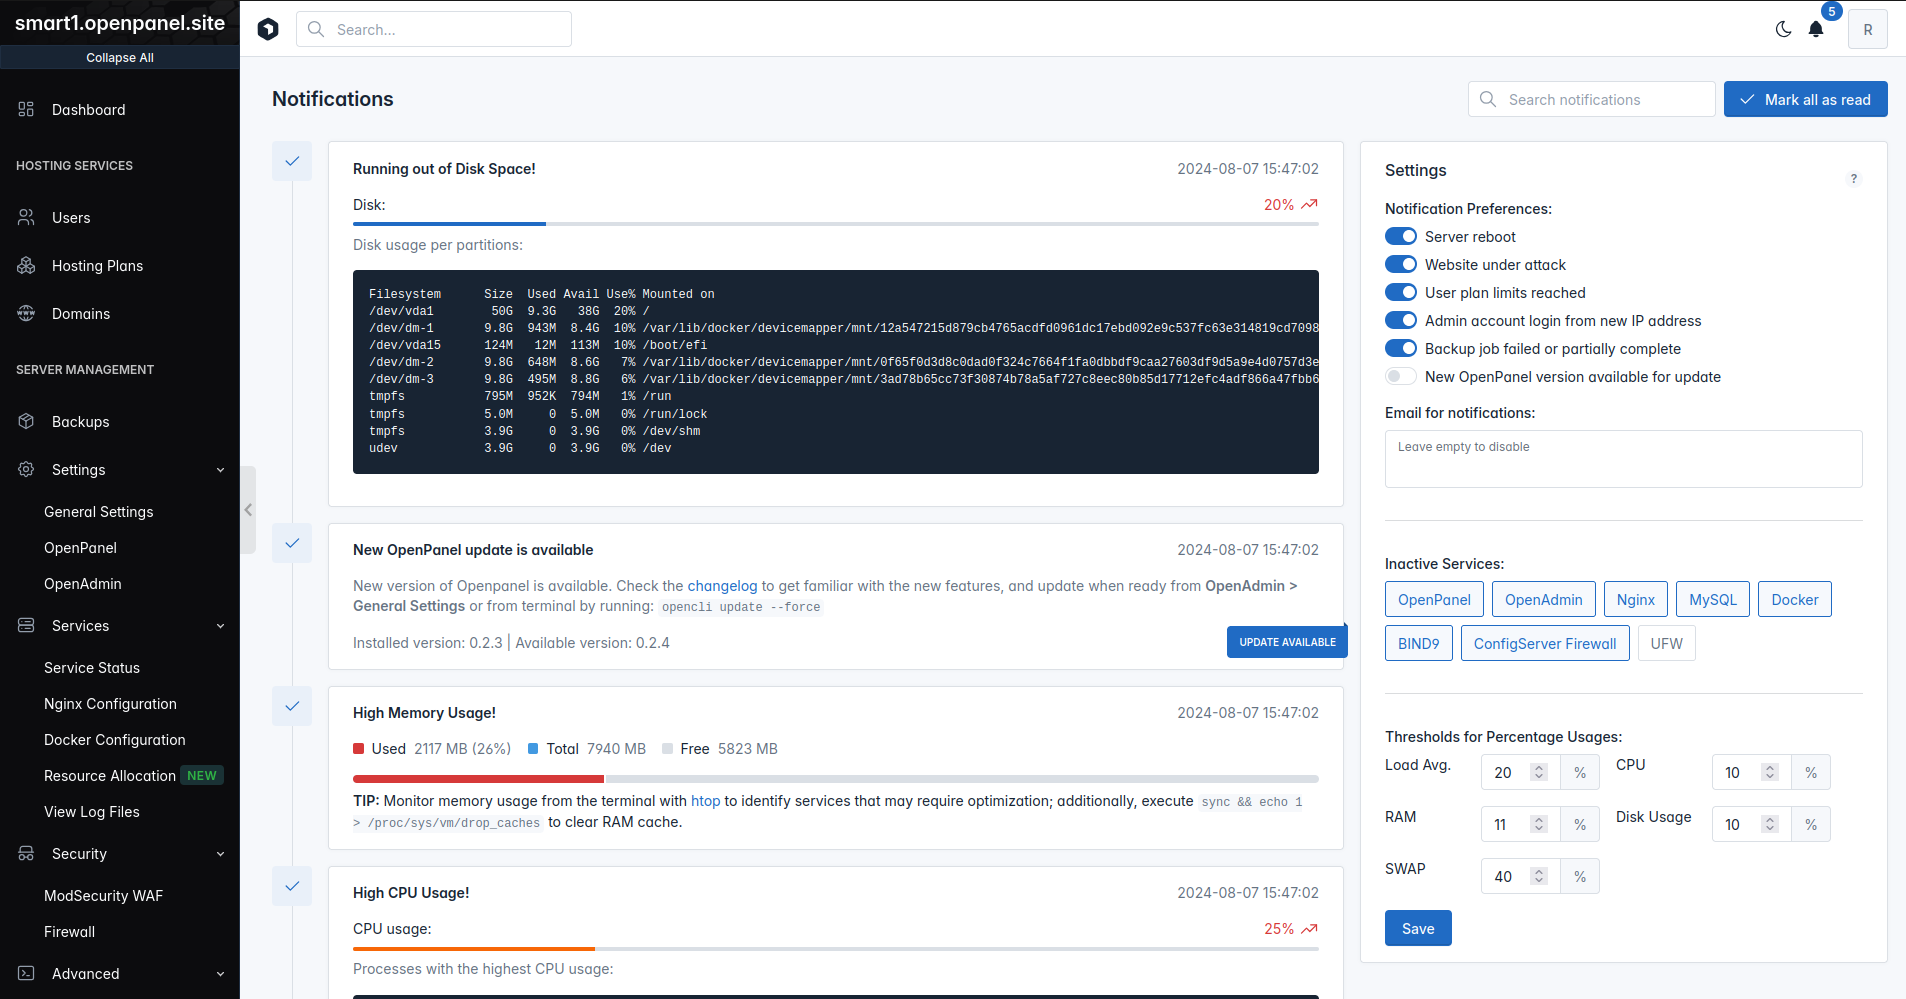 smart1.openpanel.site
Collapse All
Dashboard
HOSTING SERVICES
Users
Hosting Plans
Domains
SERVER MANAGEMENT
Backups
Settings
General Settings
OpenPanel
OpenAdmin
Services
Service Status
Nginx Configuration
Docker Configuration
Resource Allocation NEW
View Log Files
Security
ModSecurity WAF
Firewall
Advanced
Search...
5
R
Notifications
Search notifications
Mark all as read
Running out of Disk Space! 2024-08-07 15:47:02
Disk: 20%
Disk usage per partitions:
Filesystem Size Used Avail Use% Mounted on
/dev/vda1 50G 9.3G 38G 20% /
/dev/dm-1 9.8G 943M 8.4G 10% /var/lib/docker/devicemapper/mnt/12a547215d879cb4765acdfd0961dc17ebd092e9c537fc63e314819cd7098
/dev/vda15 124M 12M 113M 10% /boot/efi
/dev/dm-2 9.8G 648M 8.6G 7% /var/lib/docker/devicemapper/mnt/0f65f0d3d8c0dad0f324c7664f1fa0dbbdf9caa27603df9d5a9e4d0757d3e
/dev/dm-3 9.8G 495M 8.8G 6% /var/lib/docker/devicemapper/mnt/3ad78b65cc73f30874b78a5af727c8eec80b85d17712efc4adf866a47fbb6
tmpfs 795M 952K 794M 1% /run
tmpfs 5.0M 0 5.0M 0% /run/lock
tmpfs 3.9G 0 3.9G 0% /dev/shm
udev 3.9G 0 3.9G 0% /dev
New OpenPanel update is available 2024-08-07 15:47:02
New version of Openpanel is available. Check the changelog to get familiar with the new features, and update when ready from OpenAdmin >
General Settings or from terminal by running: opencli update --force
Installed version: 0.2.3 | Available version: 0.2.4
UPDATE AVAILABLE
High Memory Usage! 2024-08-07 15:47:02
Used 2117 MB (26%) Total 7940 MB Free 5823 MB
TIP: Monitor memory usage from the terminal with htop to identify services that may require optimization; additionally, execute sync && echo 1
> /proc/sys/vm/drop_caches to clear RAM cache.
High CPU Usage! 2024-08-07 15:47:02
CPU usage: 25%
Processes with the highest CPU usage:
Settings
?
Notification Preferences:
Server reboot
Website under attack
User plan limits reached
Admin account login from new IP address
Backup job failed or partially complete
New OpenPanel version available for update
Email for notifications:
Leave empty to disable
Inactive Services:
OpenPanel OpenAdmin Nginx MySQL Docker
BIND9 ConfigServer Firewall UFW
Thresholds for Percentage Usages:
Load Avg. 20 % CPU 10 %
RAM 11 % Disk Usage 10 %
SWAP 40 %
Save